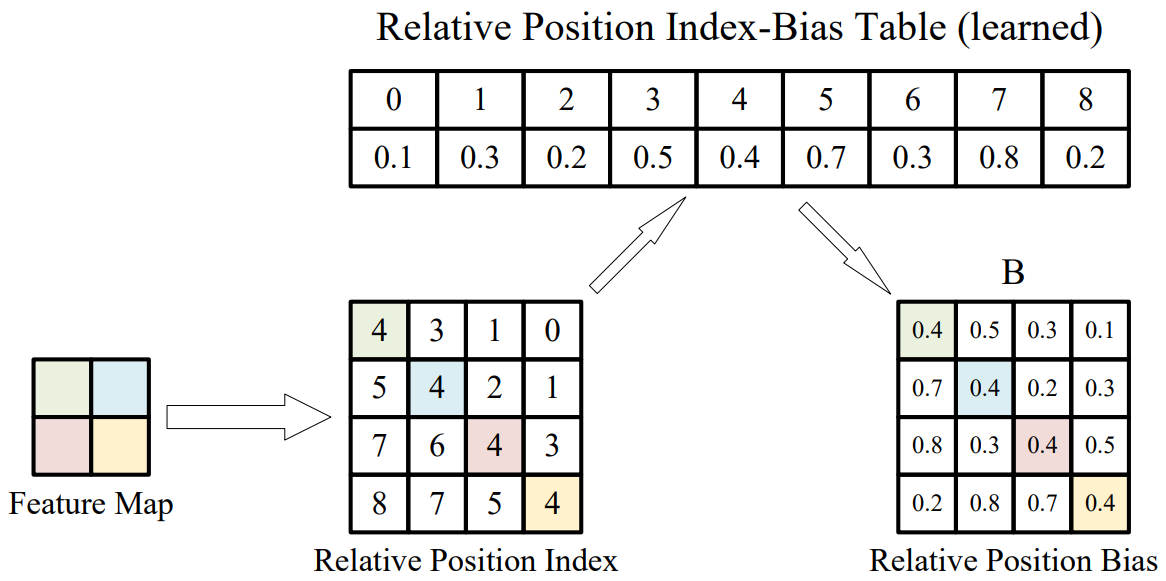 Relative Position Index-Bias Table (learned)
0 1 2 3 4 5 6 7 8
0.1 0.3 0.2 0.5 0.4 0.7 0.3 0.8 0.2
Feature Map
4 3 1 0
5 4 2 1
7 6 4 3
8 7 5 4
Relative Position Index
B
0.4 0.5 0.3 0.1
0.7 0.4 0.2 0.3
0.8 0.3 0.4 0.5
0.2 0.8 0.7 0.4
Relative Position Bias